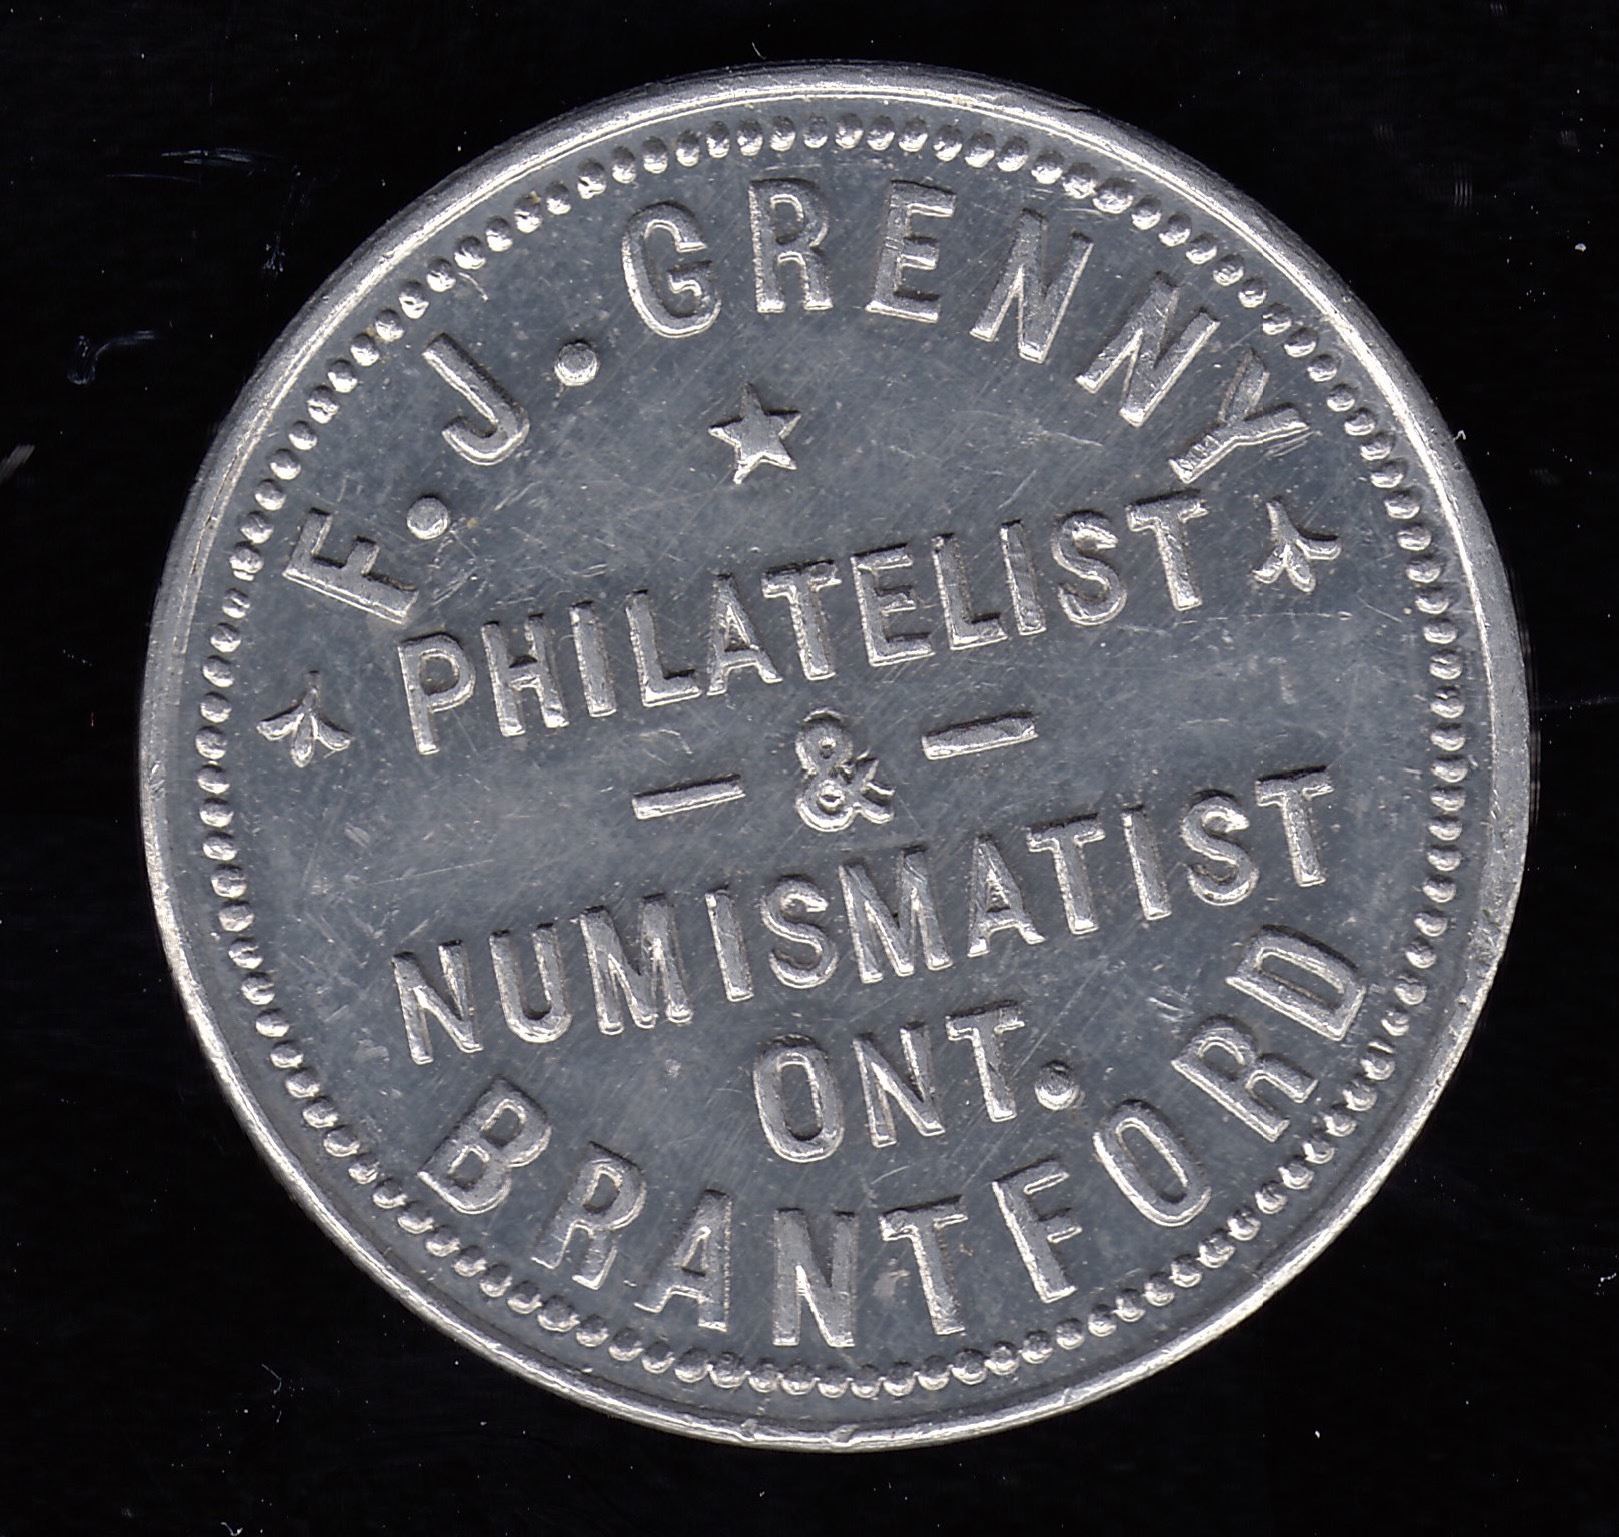 F. J. GRENNY
PHILATELIST
— & —
NUMISMATIST
ONT.
BRANTFORD